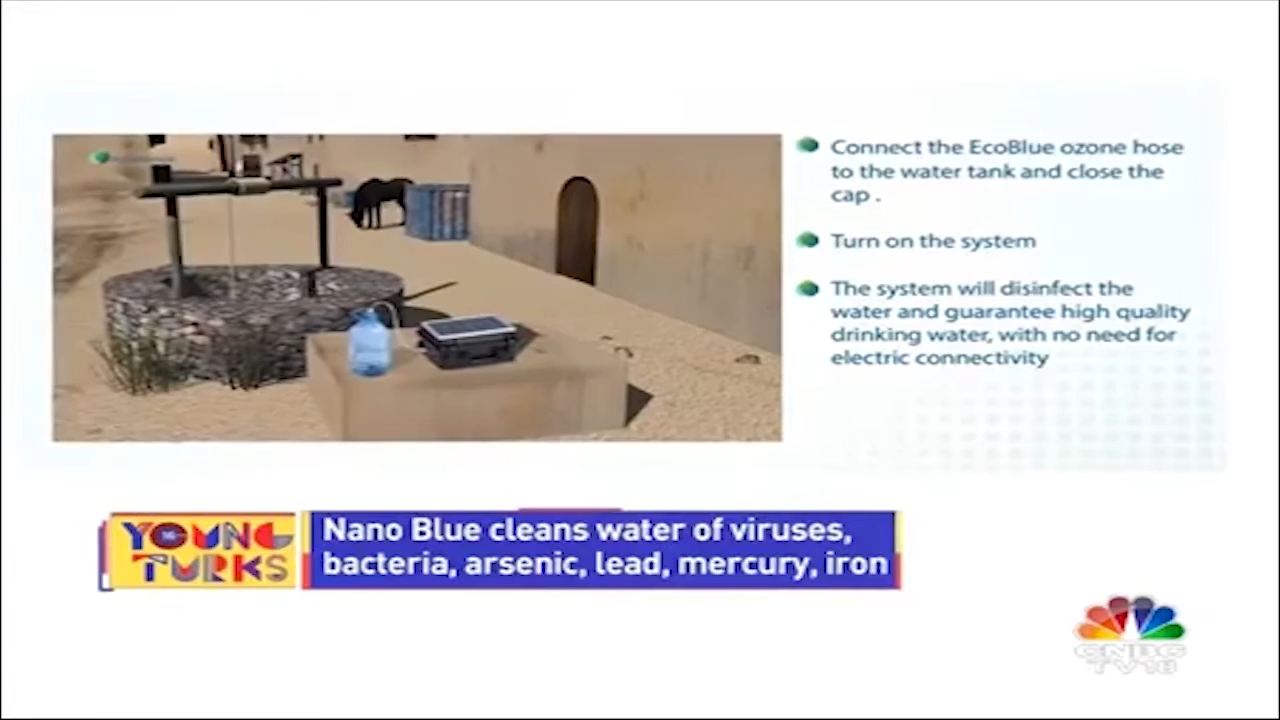 Connect the EcoBlue ozone hose
to the water tank and close the
cap .
Turn on the system
The system will disinfect the
water and guarantee high quality
drinking water, with no need for
electric connectivity
YOUNG
TURKS
Nano Blue cleans water of viruses,
bacteria, arsenic, lead, mercury, iron
CNBC
TV18